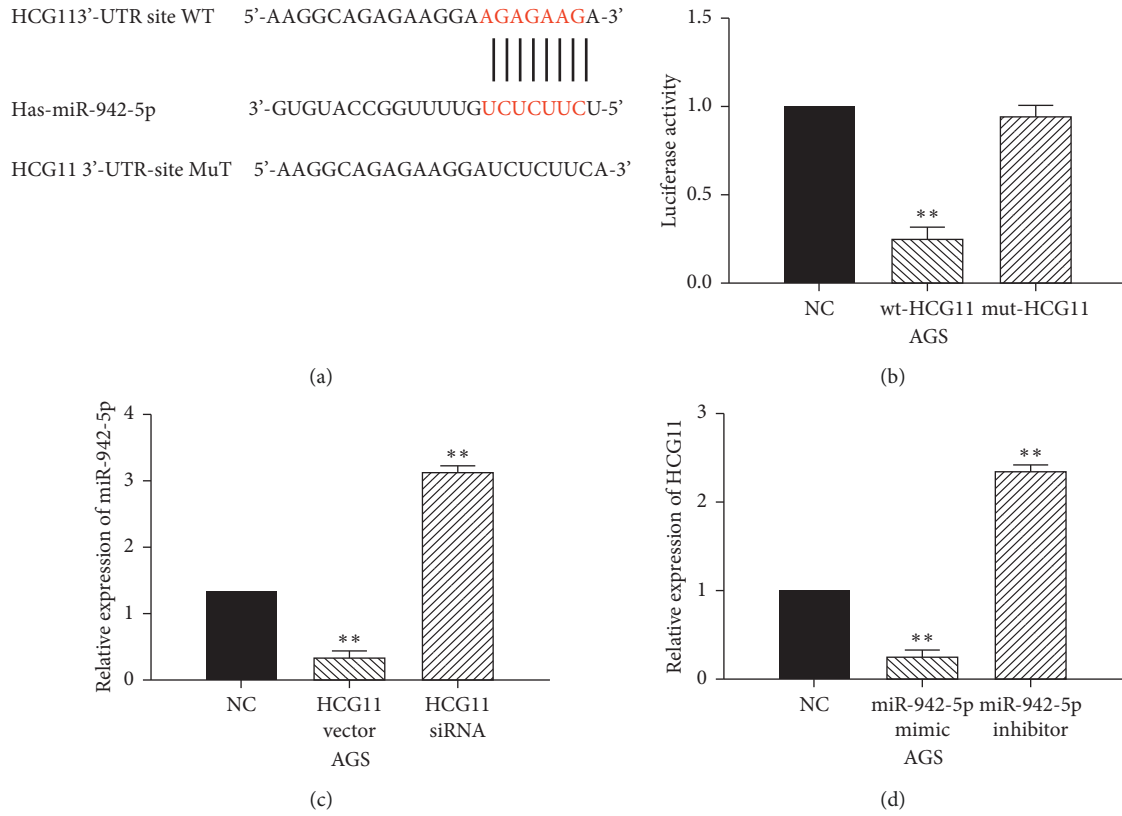 HCG113’-UTR site WT 5’-AAGGCAGAGAAGGAAGAGAAGA-3’
Has-miR-942-5p 3’-GUGUACCGGUUUUGUCUCUUCU-5’
HCG11 3’-UTR-site MuT 5’-AAGGCAGAGAAGGAUCUCUUCA-3’
(a)
Luciferase activity
1.5
1.0
0.5
0.0
**
NC
wt-HCG11
mut-HCG11
AGS
(b)
Relative expression of miR-942-5p
4
3
2
1
0
**
**
NC
HCG11
vector
HCG11
siRNA
AGS
(c)
Relative expression of HCG11
3
2
1
0
**
**
NC
miR-942-5p
mimic
miR-942-5p
inhibitor
AGS
(d)